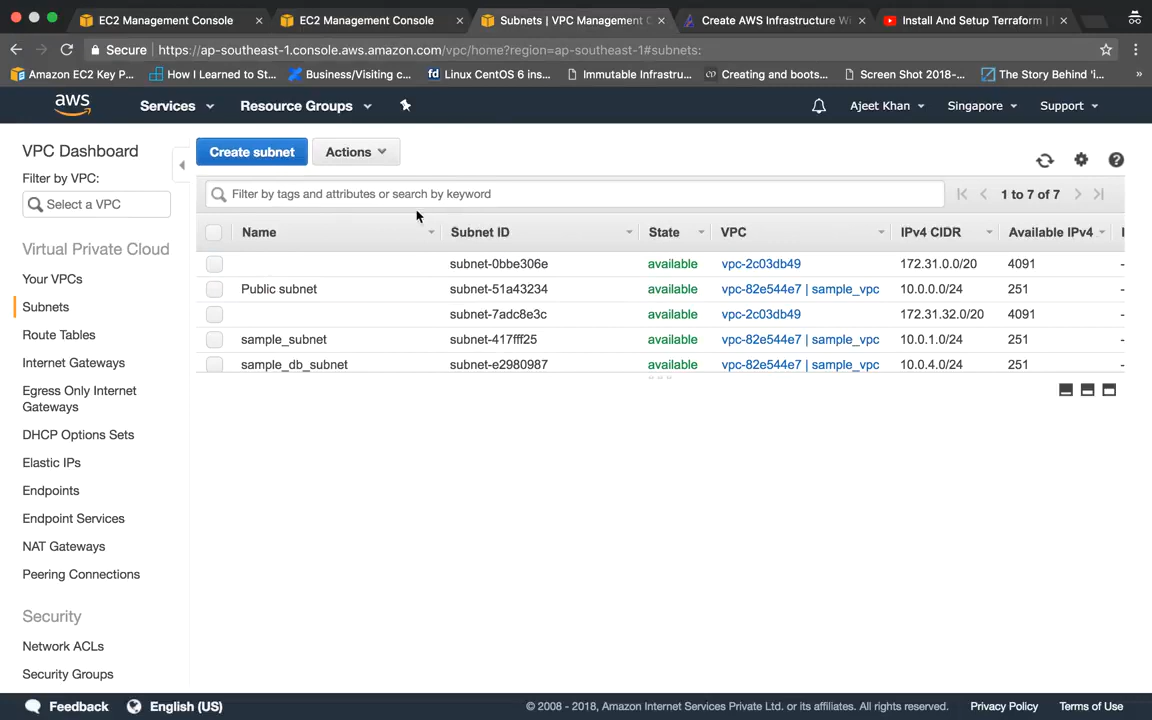 EC2 Management Console
EC2 Management Console
Subnets | VPC Management C
Create AWS Infrastructure Wi
Install And Setup Terraform |
Secure
https://ap-southeast-1.console.aws.amazon.com/vpc/home?region=ap-southeast-1#subnets:
Amazon EC2 Key P...
How I Learned to St...
Business/Visiting c...
fd Linux CentOS 6 ins...
Immutable Infrastru...
Creating and boots...
Screen Shot 2018-...
The Story Behind 'i...
»
aws
Services
Resource Groups
Ajeet Khan
Singapore
Support
VPC Dashboard
Filter by VPC:
Select a VPC
Virtual Private Cloud
Your VPCs
Subnets
Route Tables
Internet Gateways
Egress Only Internet
Gateways
DHCP Options Sets
Elastic IPs
Endpoints
Endpoint Services
NAT Gateways
Peering Connections
Security
Network ACLs
Security Groups
Create subnet
Actions
Filter by tags and attributes or search by keyword
1 to 7 of 7
Name Subnet ID State VPC IPv4 CIDR Available IPv4
subnet-0bbe306e available vpc-2c03db49 172.31.0.0/20 4091 -
Public subnet subnet-51a43234 available vpc-82e544e7 | sample_vpc 10.0.0.0/24 251 -
subnet-7adc8e3c available vpc-2c03db49 172.31.32.0/20 4091 -
sample_subnet subnet-417fff25 available vpc-82e544e7 | sample_vpc 10.0.1.0/24 251 -
sample_db_subnet subnet-e2980987 available vpc-82e544e7 | sample_vpc 10.0.4.0/24 251 -
Feedback
English (US)
© 2008 - 2018, Amazon Internet Services Private Ltd. or its affiliates. All rights reserved.
Privacy Policy
Terms of Use